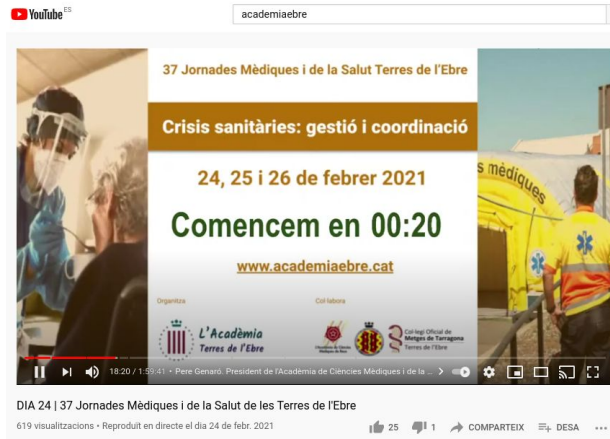 YouTube ES
academiaebre
37 Jornades Mèdiques i de la Salut Terres de l'Ebre
Crisis sanitàries: gestió i coordinació
24, 25 i 26 de febrer 2021
Comencem en 00:20
www.academiaebre.cat
s mèdiques
Organitza
Col·labora
L'Acadèmia
Terres de l'Ebre
Col·legi Oficial de
Metges de Tarragona
Terres de l'Ebre
18:20 / 1:59:41 • Pere Genaró. President de l'Acadèmia de Ciències Mèdiques i de la ...
DIA 24 | 37 Jornades Mèdiques i de la Salut de les Terres de l'Ebre
619 visualitzacions • Reproduït en directe el dia 24 de febr. 2021
25
1
COMPARTEIX
DESA